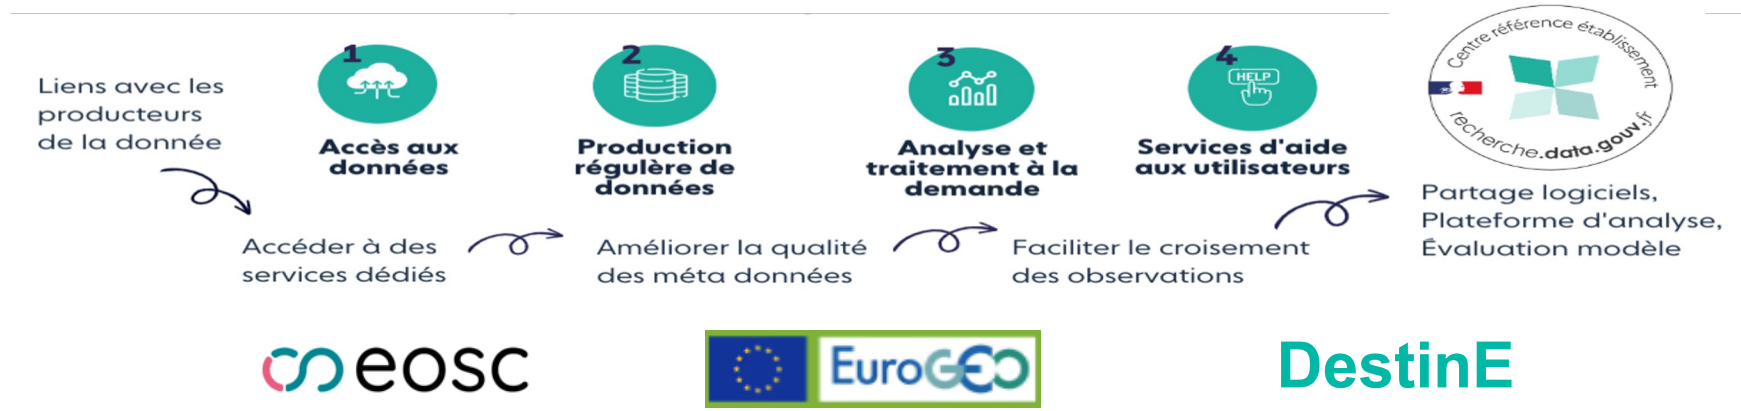 Liens avec les
producteurs
de la donnée
1
Accès aux
données
2
Production
régulère de
données
3
Analyse et
traitement à la
demande
4
HELP
Services d'aide
aux utilisateurs
Centre référence établissement
recherche.data.gouv.fr
Accéder à des
services dédiés
Améliorer la qualité
des méta données
Faciliter le croisement
des observations
Partage logiciels,
Plateforme d'analyse,
Évaluation modèle
eosc
EuroGEO
DestinE